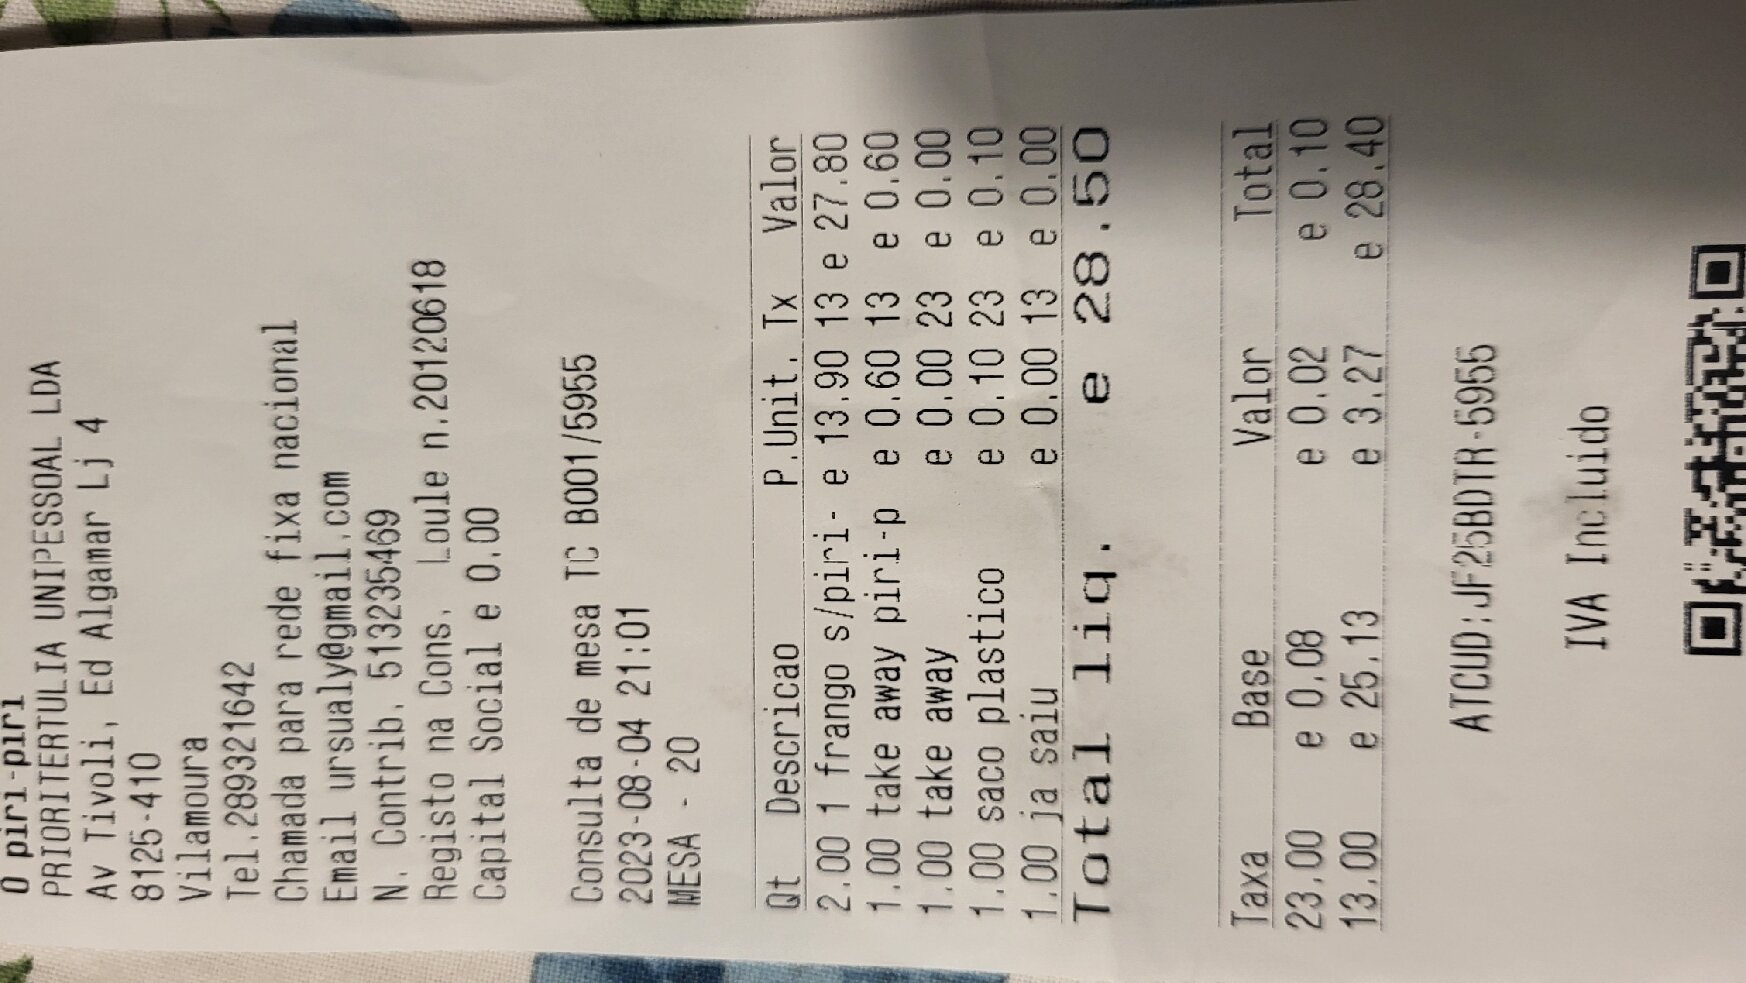 O piri-piri
PRIORITERTULIA UNIPESSOAL LDA
Av Tivoli, Ed Algamar Lj 4
8125-410
Vilamoura
Tel.289321642
Chamada para rede fixa nacional
Email ursualy@gmail.com
N. Contrib. 513235469
Registo na Cons. Loule n.20120618
Capital Social e 0.00
Consulta de mesa TC B001/5955
2023-08-04 21:01
MESA - 20
Qt Descricao P.Unit. Tx Valor
2.00 1 frango s/piri- e 13.90 13 e 27.80
1.00 take away piri-p e 0.60 13 e 0.60
1.00 take away e 0.00 23 e 0.00
1.00 saco plastico e 0.10 23 e 0.10
1.00 ja saiu e 0.00 13 e 0.00
Total liq. e 28.50
Taxa Base Valor Total
23.00 e 0.08 e 0.02 e 0.10
13.00 e 25.13 e 3.27 e 28.40
ATCUD:JF25BDTR-5955
IVA Incluido